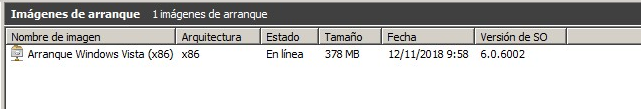 Imágenes de arranque 1 imágenes de arranque
Nombre de imagen Arquitectura Estado Tamaño Fecha Versión de SO
Arranque Windows Vista (x86) x86 En línea 378 MB 12/11/2018 9:58 6.0.6002